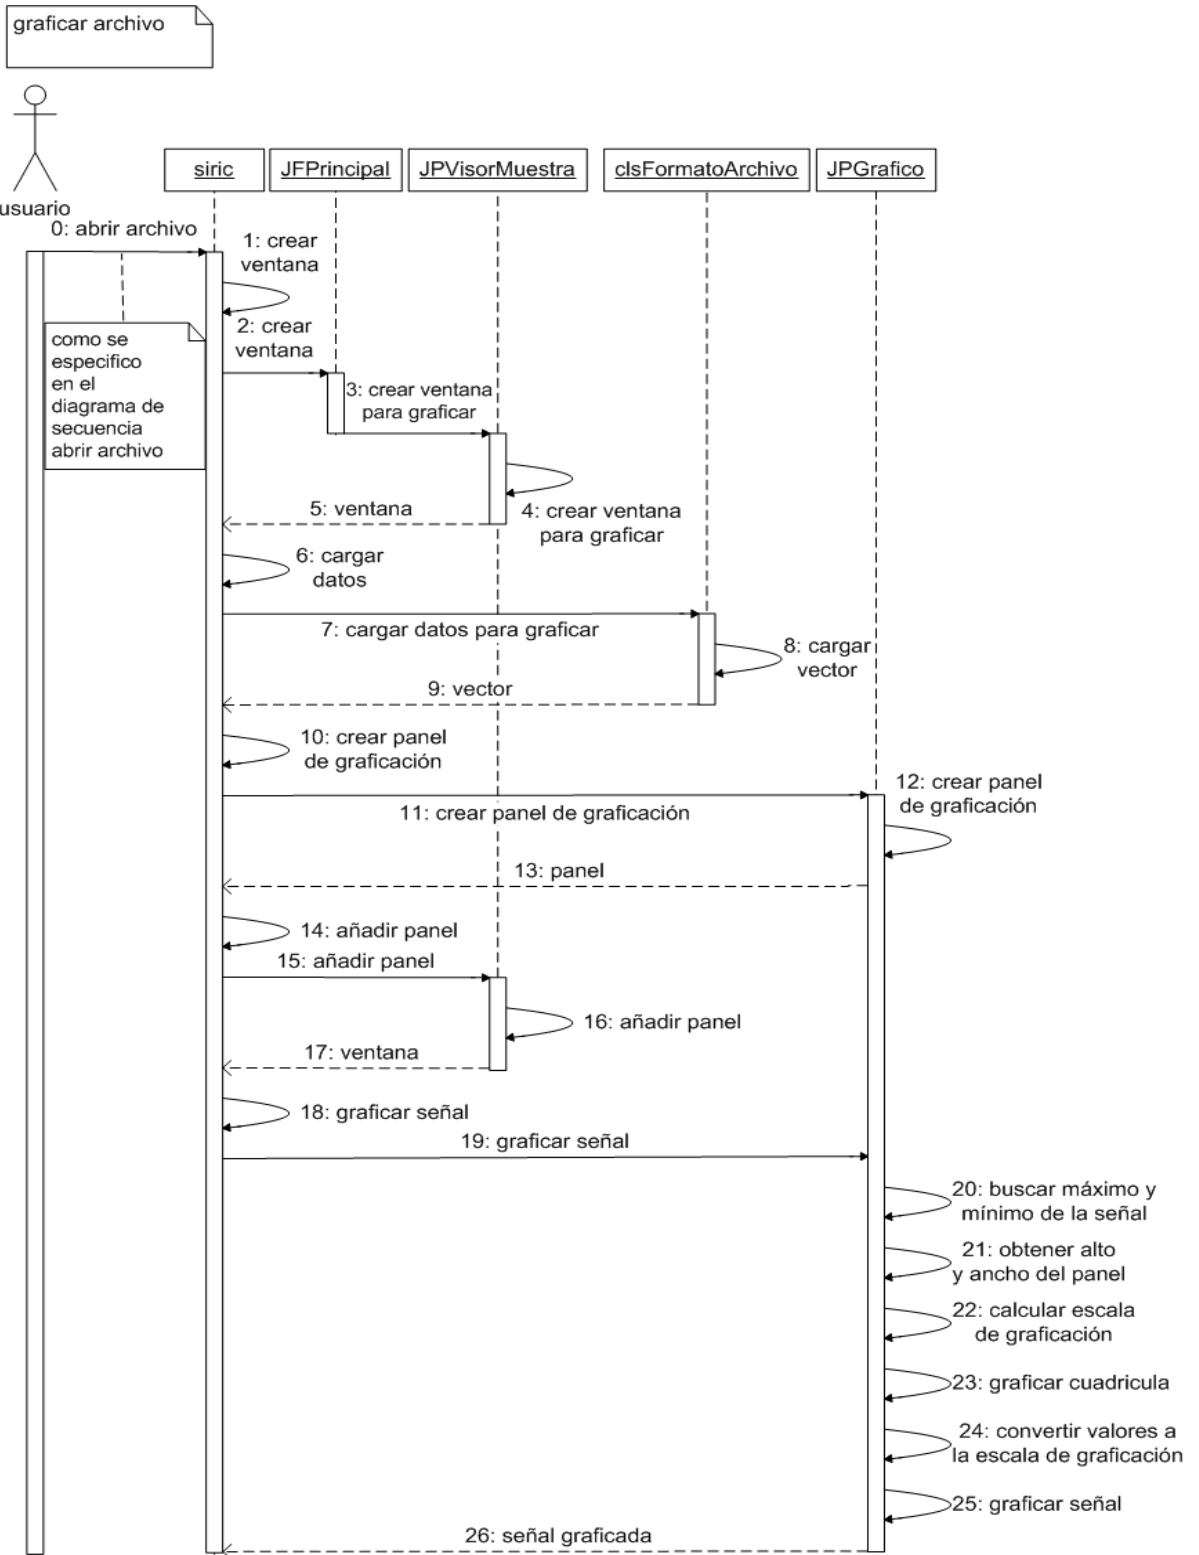 graficar archivo
usuario
siric
JFPrincipal
JPVisorMuestra
clsFormatoArchivo
JPGrafico
0: abrir archivo
1: crear
ventana
como se
especifico
en el
diagrama de
secuencia
abrir archivo
2: crear
ventana
3: crear ventana
para graficar
4: crear ventana
para graficar
5: ventana
6: cargar
datos
7: cargar datos para graficar
8: cargar
vector
9: vector
10: crear panel
de graficación
11: crear panel de graficación
12: crear panel
de graficación
13: panel
14: añadir panel
15: añadir panel
16: añadir panel
17: ventana
18: graficar señal
19: graficar señal
20: buscar máximo y
mínimo de la señal
21: obtener alto
y ancho del panel
22: calcular escala
de graficación
23: graficar cuadricula
24: convertir valores a
la escala de graficación
25: graficar señal
26: señal graficada